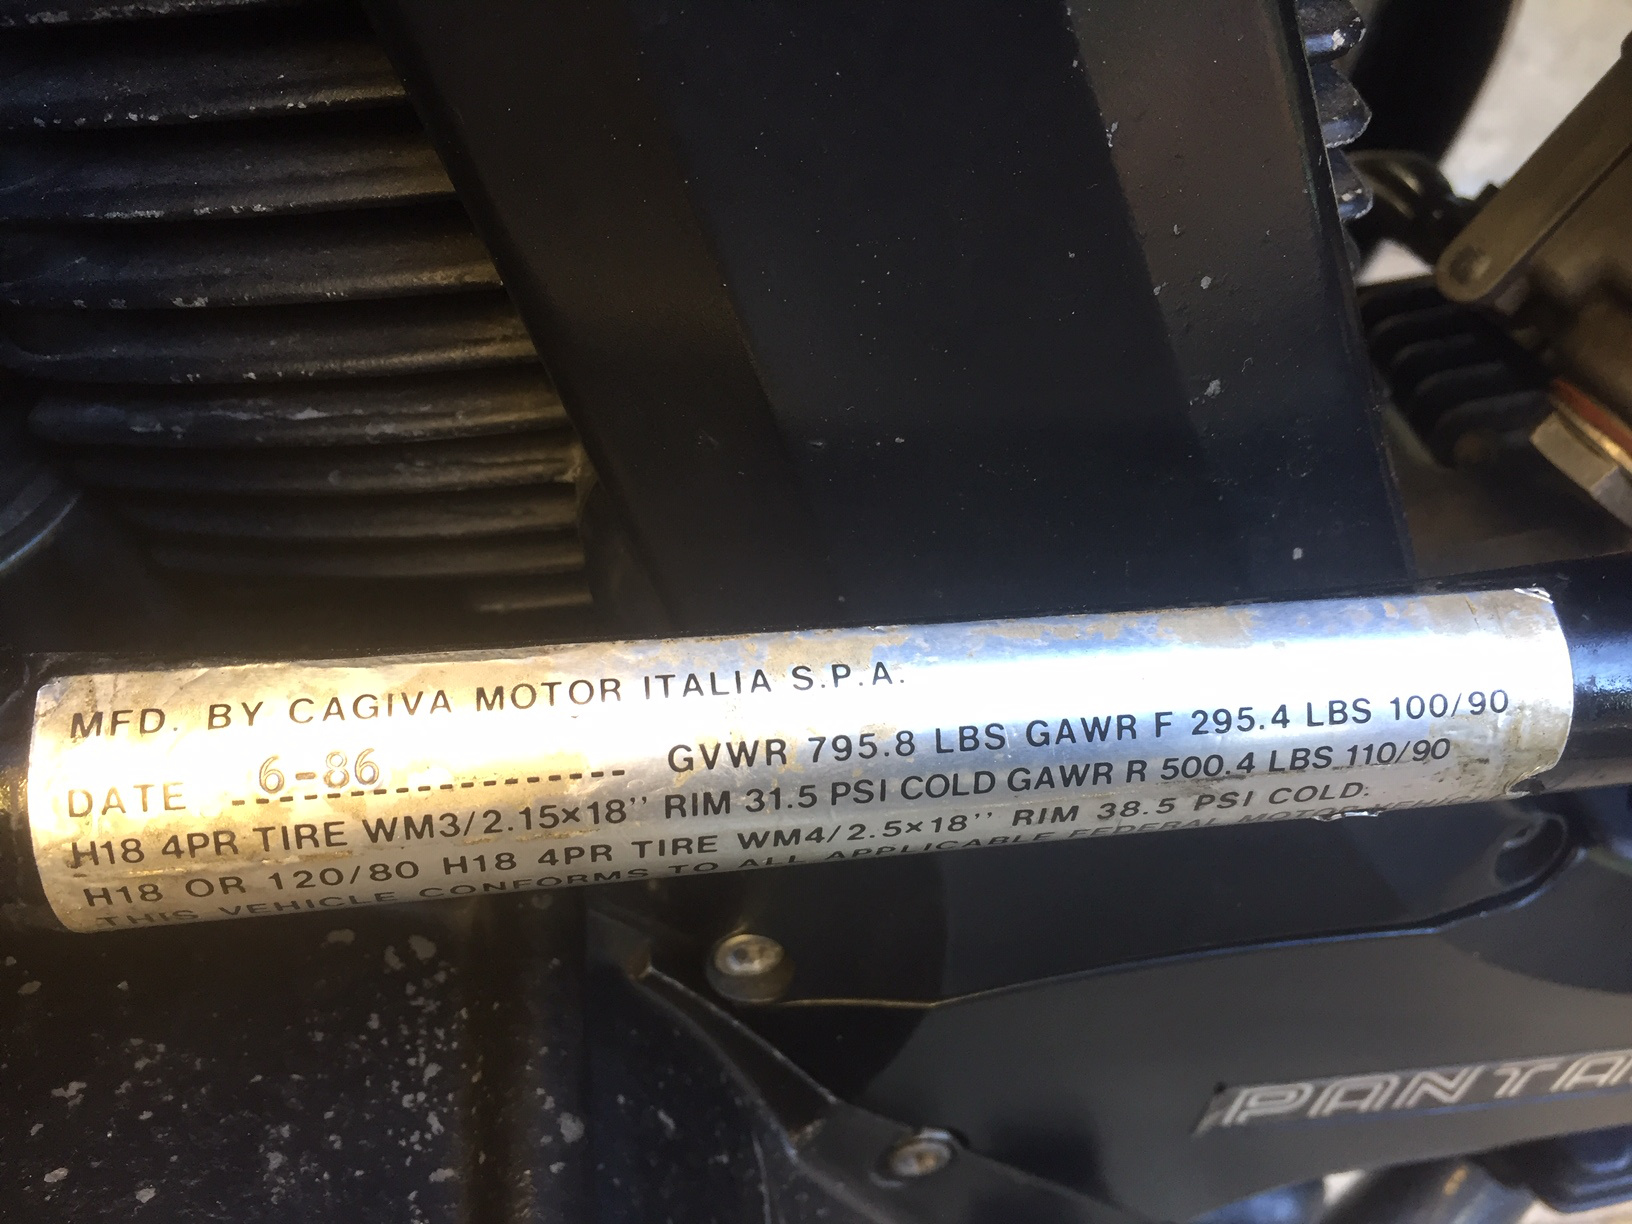 MFD. BY CAGIVA MOTOR ITALIA S.P.A.
DATE 6-86 GVWR 795.8 LBS GAWR F 295.4 LBS 100/90
H18 4PR TIRE WM3/2.15×18" RIM 31.5 PSI COLD GAWR R 500.4 LBS 110/90
H18 OR 120/80 H18 4PR TIRE WM4/2.5×18" RIM 38.5 PSI COLD.
THIS VEHICLE CONFORMS TO ALL APPLICABLE FEDERAL MOTOR VEHIC
PANTA